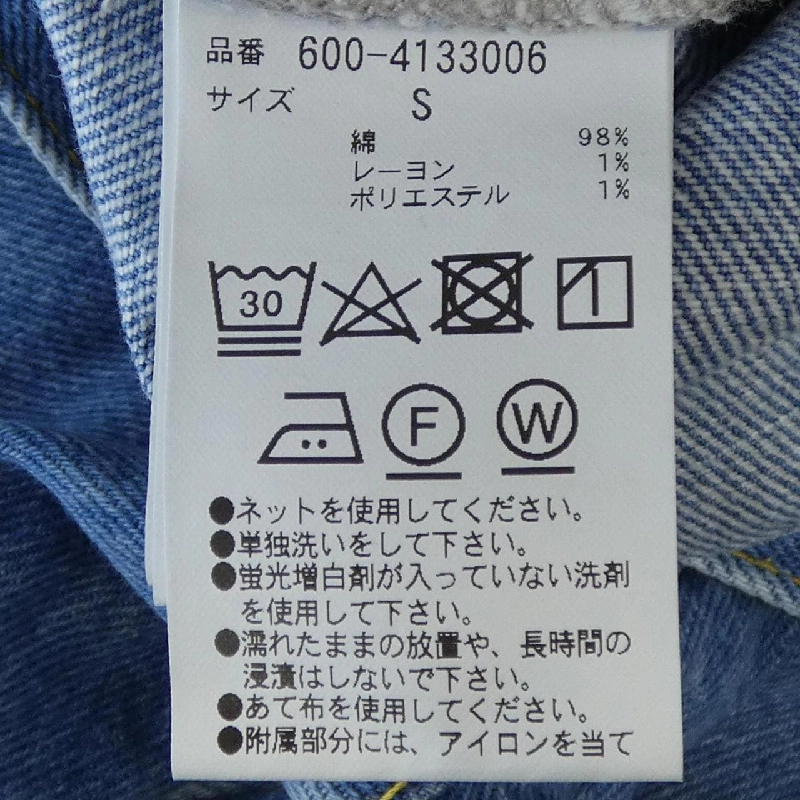 品番 600-4133006
サイズ S
綿 98%
レーヨン 1%
ポリエステル 1%
30
F W
●ネットを使用してください。
●単独洗いをして下さい。
●蛍光増白剤が入っていない洗剤
を使用して下さい。
●濡れたままの放置や、長時間の
浸漬はしないで下さい。
●あて布を使用してください。
●附属部分には、アイロンを当て